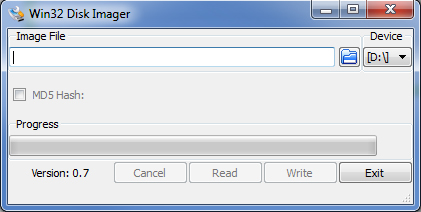 Win32 Disk Imager
Image File Device
[D:\]
MD5 Hash:
Progress
Version: 0.7 Cancel Read Write Exit